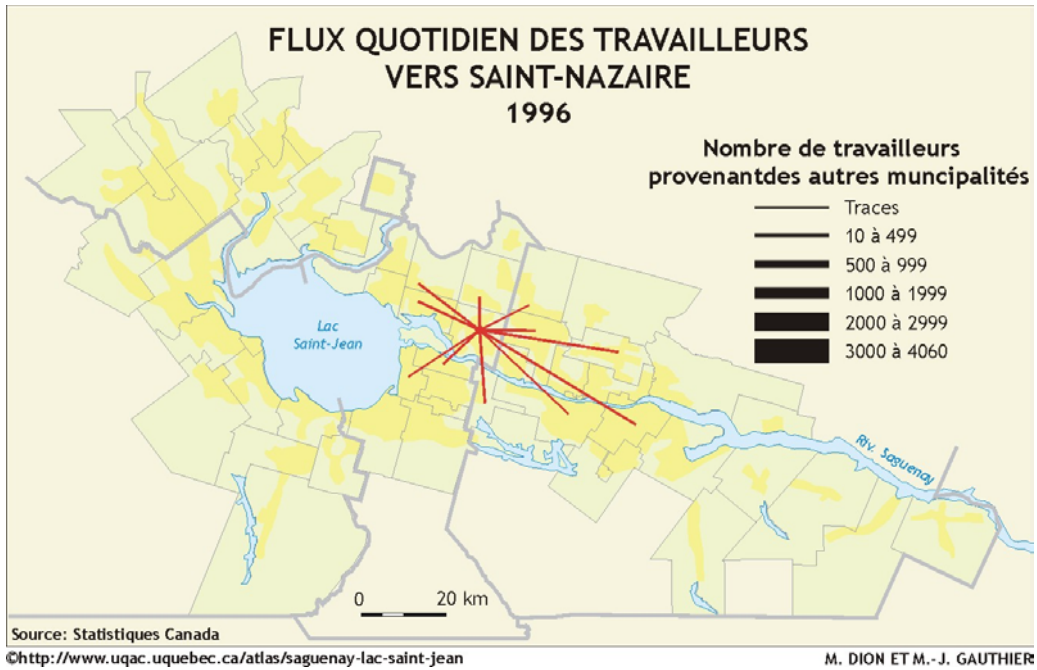 FLUX QUOTIDIEN DES TRAVAILLEURS
VERS SAINT-NAZAIRE
1996
Nombre de travailleurs
provenantdes autres muncipalités
Traces
10 à 499
500 à 999
1000 à 1999
2000 à 2999
3000 à 4060
Lac
Saint-Jean
Riv. Saguenay
0 20 km
Source: Statistiques Canada
©http://www.uqac.uquebec.ca/atlas/saguenay-lac-saint-jean
M. DION ET M.-J. GAUTHIER